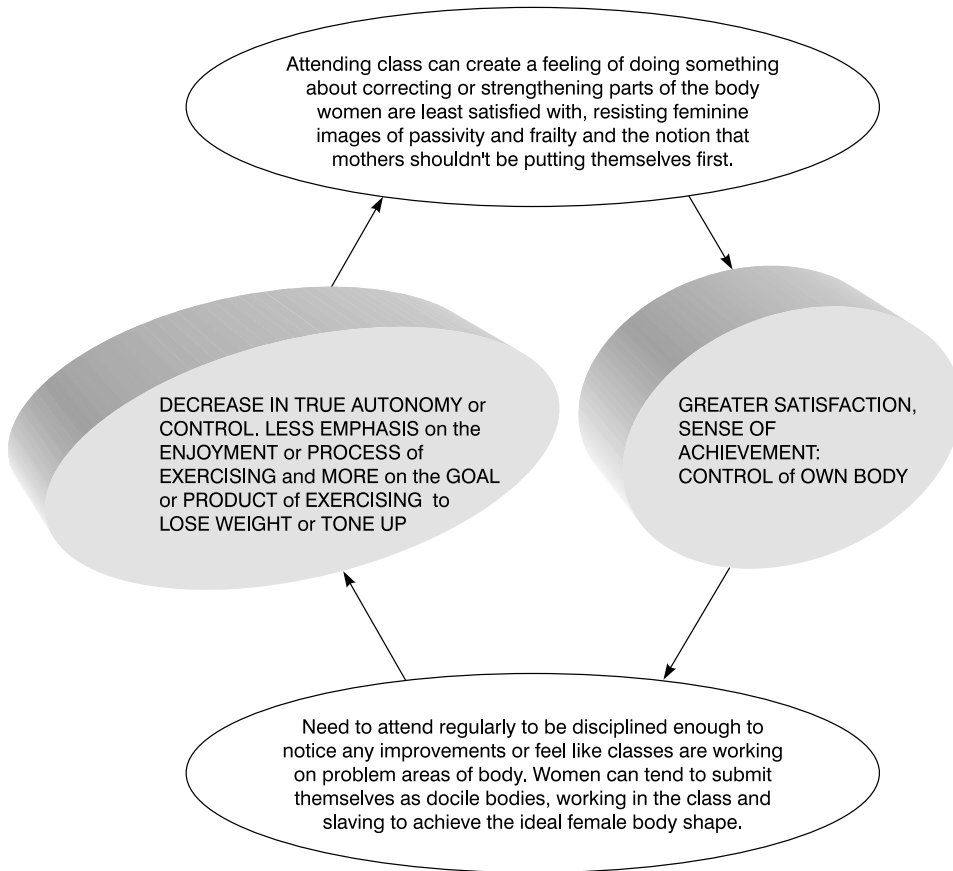 Attending class can create a feeling of doing something
about correcting or strengthening parts of the body
women are least satisfied with, resisting feminine
images of passivity and frailty and the notion that
mothers shouldn't be putting themselves first.
DECREASE IN TRUE AUTONOMY or
CONTROL. LESS EMPHASIS on the
ENJOYMENT or PROCESS of
EXERCISING and MORE on the GOAL
or PRODUCT of EXERCISING to
LOSE WEIGHT or TONE UP
GREATER SATISFACTION,
SENSE OF
ACHIEVEMENT:
CONTROL of OWN BODY
Need to attend regularly to be disciplined enough to
notice any improvements or feel like classes are working
on problem areas of body. Women can tend to submit
themselves as docile bodies, working in the class and
slaving to achieve the ideal female body shape.